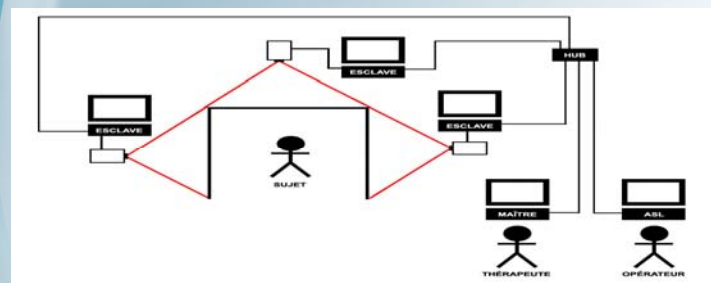 ESCLAVE
HUB
ESCLAVE
ESCLAVE
SUJET
MAÎTRE
ASL
THÉRAPEUTE
OPÉRATEUR